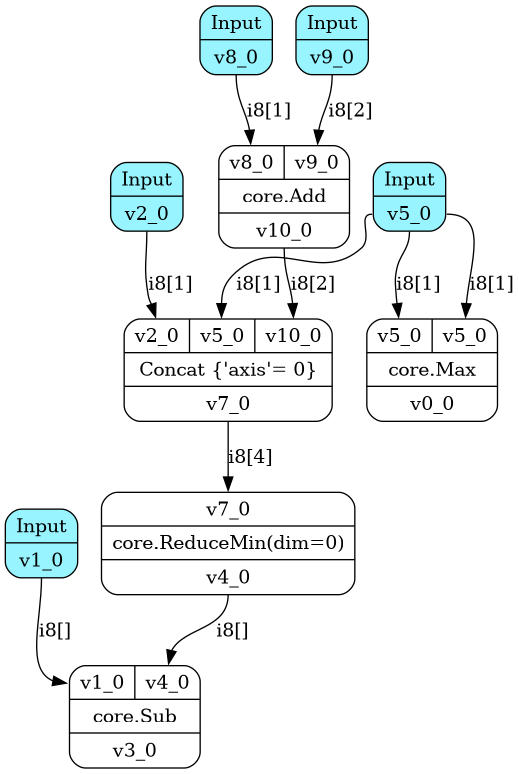 Input
v8_0
Input
v9_0
i8[1]
i8[2]
v8_0 v9_0
core.Add
v10_0
Input
v2_0
Input
v5_0
i8[1]
i8[1]
i8[2]
i8[1]
i8[1]
v2_0 v5_0 v10_0
Concat {'axis'= 0}
v7_0
v5_0 v5_0
core.Max
v0_0
i8[4]
v7_0
core.ReduceMin(dim=0)
v4_0
Input
v1_0
i8[]
i8[]
v1_0 v4_0
core.Sub
v3_0